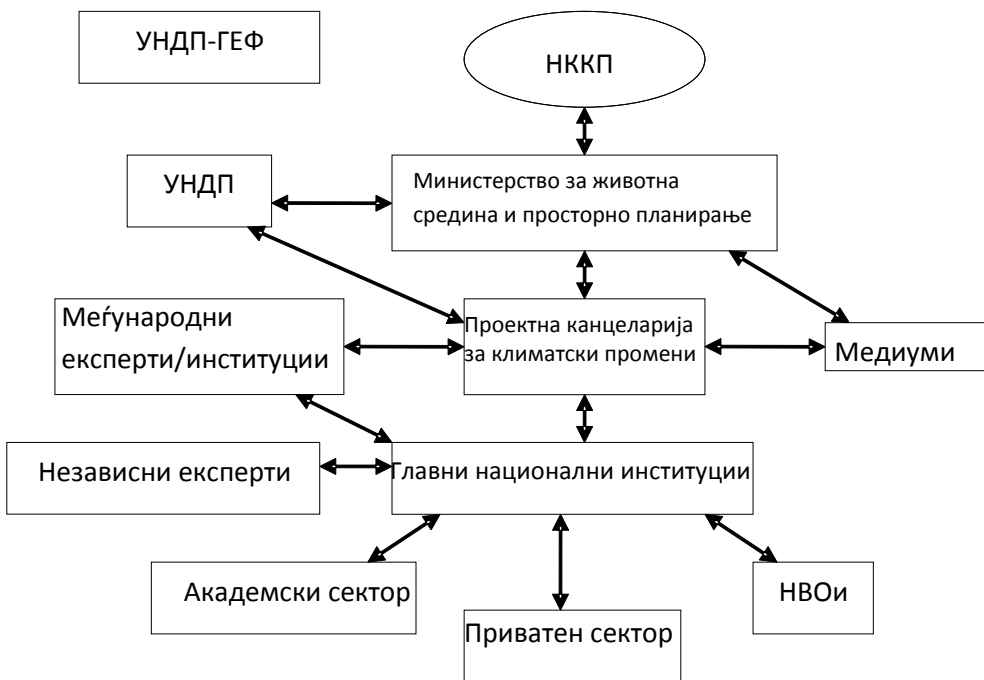 УНДП-ГЕФ
НККП
УНДП
Министерство за животна
средина и просторно планирање
Меѓународни
експерти/институции
Проектна канцеларија
за климатски промени
Медиуми
Независни експерти
Главни национални институции
Академски сектор
Приватен сектор
НВОи